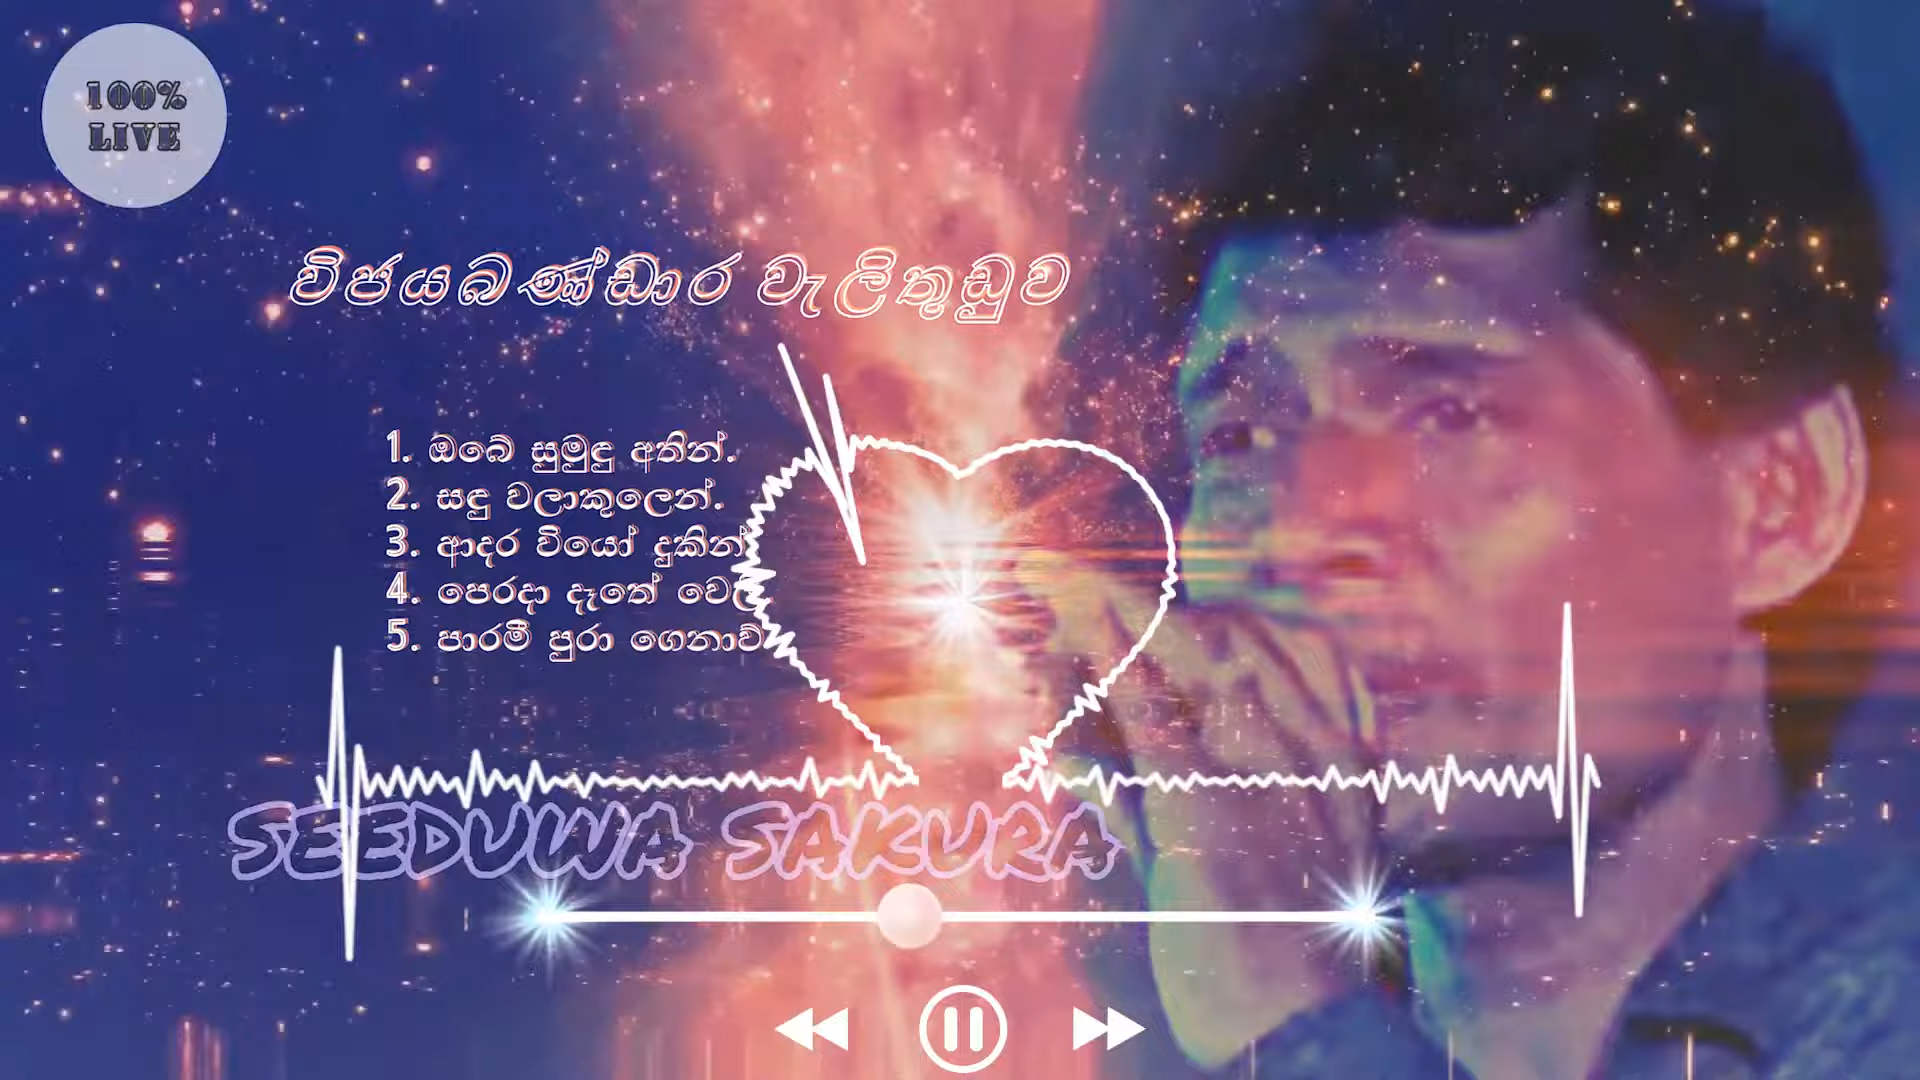 100%
LIVE
විජයබණ්ඩාර වැලිතුඩුව
1. ඔබේ සුමුදු අතින්.
2. සඳු වලාකුලෙන්.
3. ආදර වියෝ දුකින්
4. පෙරදා දෑතේ වෙලී
5. පාරමී පුරා ගෙනාව්
SEEDUWA SAKURA